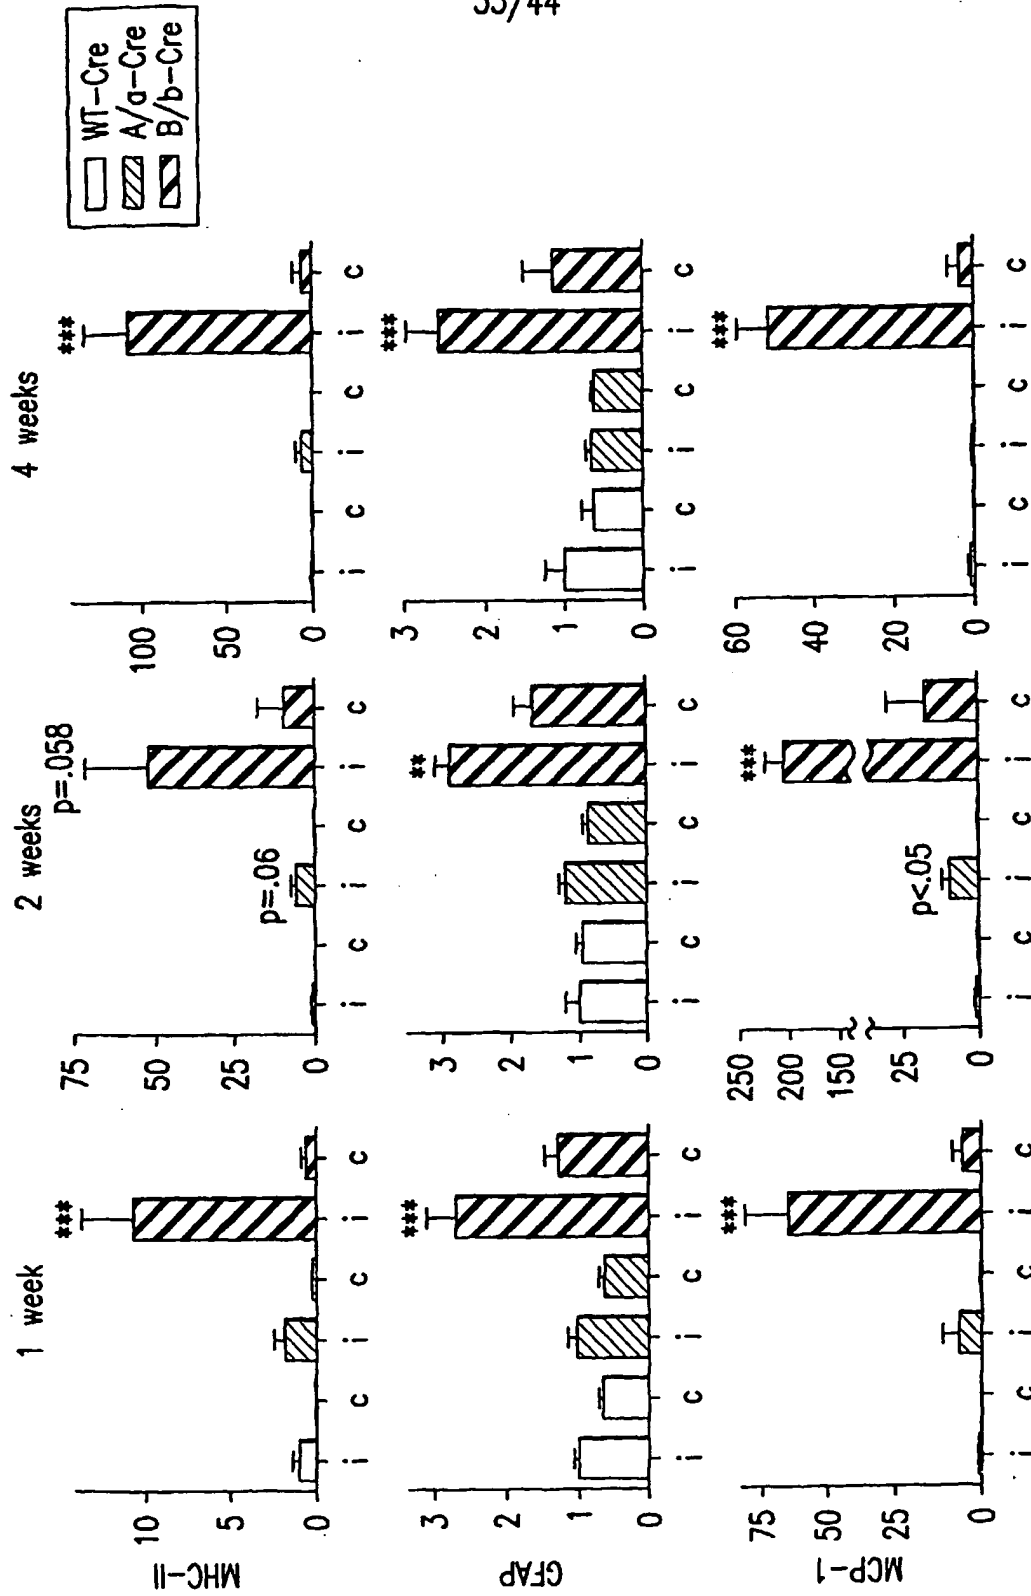 33/44
WT-Cre
A/a-Cre
B/b-Cre
1 week
2 weeks
4 weeks
MHC-II
10
5
0
***
i c i c i c
75
50
25
0
p=.06
p=.058
i c i c i c
100
50
0
***
i c i c i c
GFAP
3
2
1
0
***
i c i c i c
3
2
1
0
**
i c i c i c
3
2
1
0
***
i c i c i c
MCP-1
75
50
25
0
***
i c i c i c
250
200
150
25
0
p<.05
***
i c i c i c
60
40
20
0
***
i c i c i c